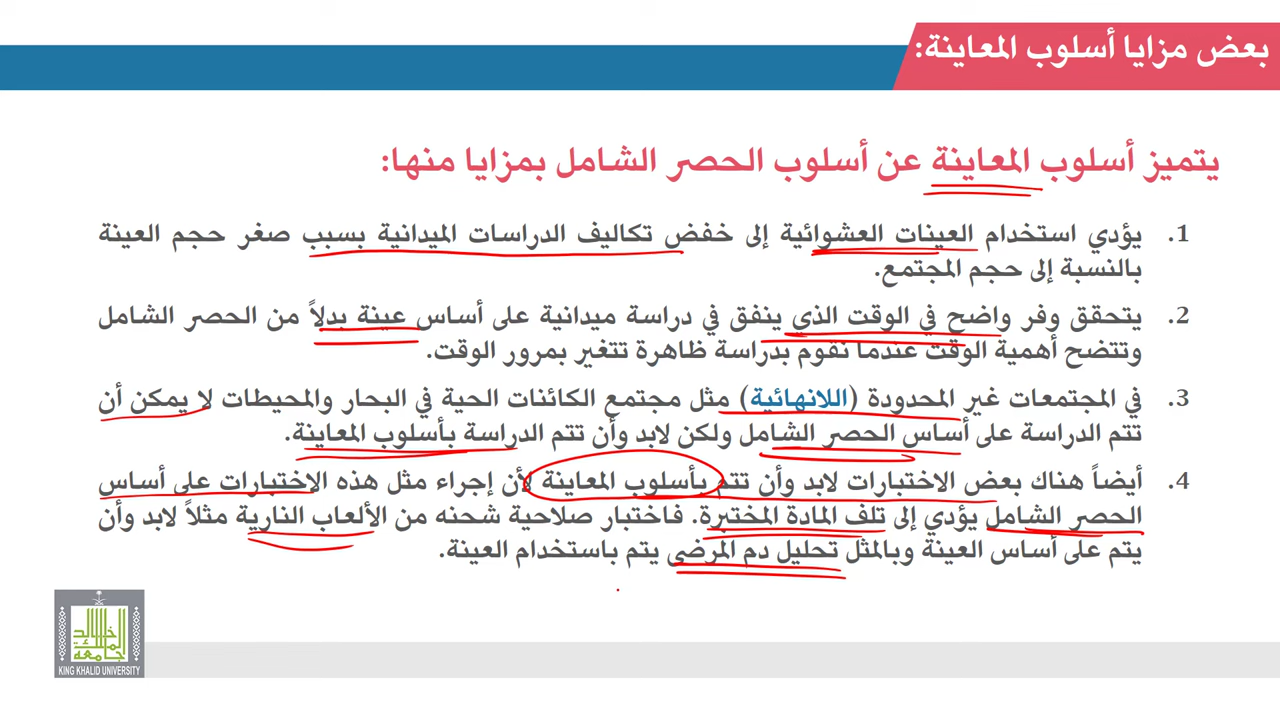 بعض مزايا أسلوب المعاينة:
يتميز أسلوب المعاينة عن أسلوب الحصر الشامل بمزايا منها:
1. يؤدي استخدام العينات العشوائية إلى خفض تكاليف الدراسات الميدانية بسبب صغر حجم العينة
بالنسبة إلى حجم المجتمع.
2. يتحقق وفر واضح في الوقت الذي ينفق في دراسة ميدانية على أساس عينة بدلاً من الحصر الشامل
وتتضح أهمية الوقت عندما نقوم بدراسة ظاهرة تتغير بمرور الوقت.
3. في المجتمعات غير المحدودة (اللانهائية) مثل مجتمع الكائنات الحية في البحار والمحيطات لا يمكن أن
تتم الدراسة على أساس الحصر الشامل ولكن لابد وأن تتم الدراسة بأسلوب المعاينة.
4. أيضاً هناك بعض الاختبارات لابد وأن تتم بأسلوب المعاينة لأن إجراء مثل هذه الاختبارات على أساس
الحصر الشامل يؤدي إلى تلف المادة المختبرة. فاختبار صلاحية شحنه من الألعاب النارية مثلاً لابد وأن
يتم على أساس العينة وبالمثل تحليل دم المرضى يتم باستخدام العينة.
جامعة الملك خالد
KING KHALID UNIVERSITY